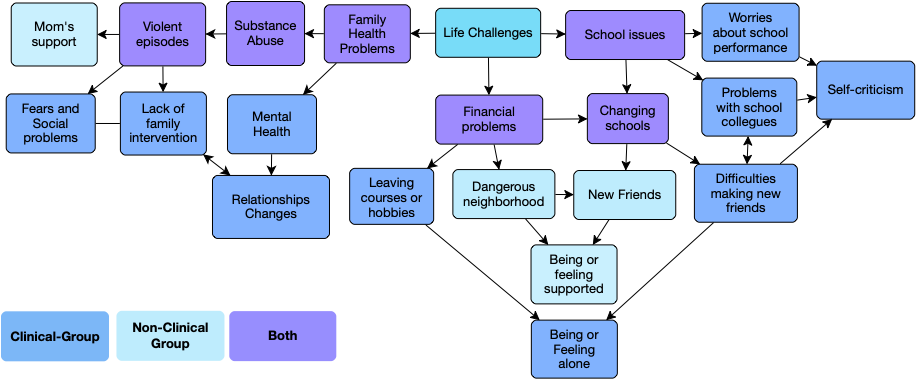 Mom's
support
Violent
episodes
Substance
Abuse
Family
Health
Problems
Life Challenges
School issues
Worries
about school
performance
Self-criticism
Fears and
Social
problems
Lack of
family
intervention
Mental
Health
Financial
problems
Changing
schools
Problems
with school
collegues
Relationships
Changes
Leaving
courses or
hobbies
Dangerous
neighborhood
New Friends
Difficulties
making new
friends
Being or
feeling
supported
Being or
Feeling
alone
Clinical-Group
Non-Clinical
Group
Both